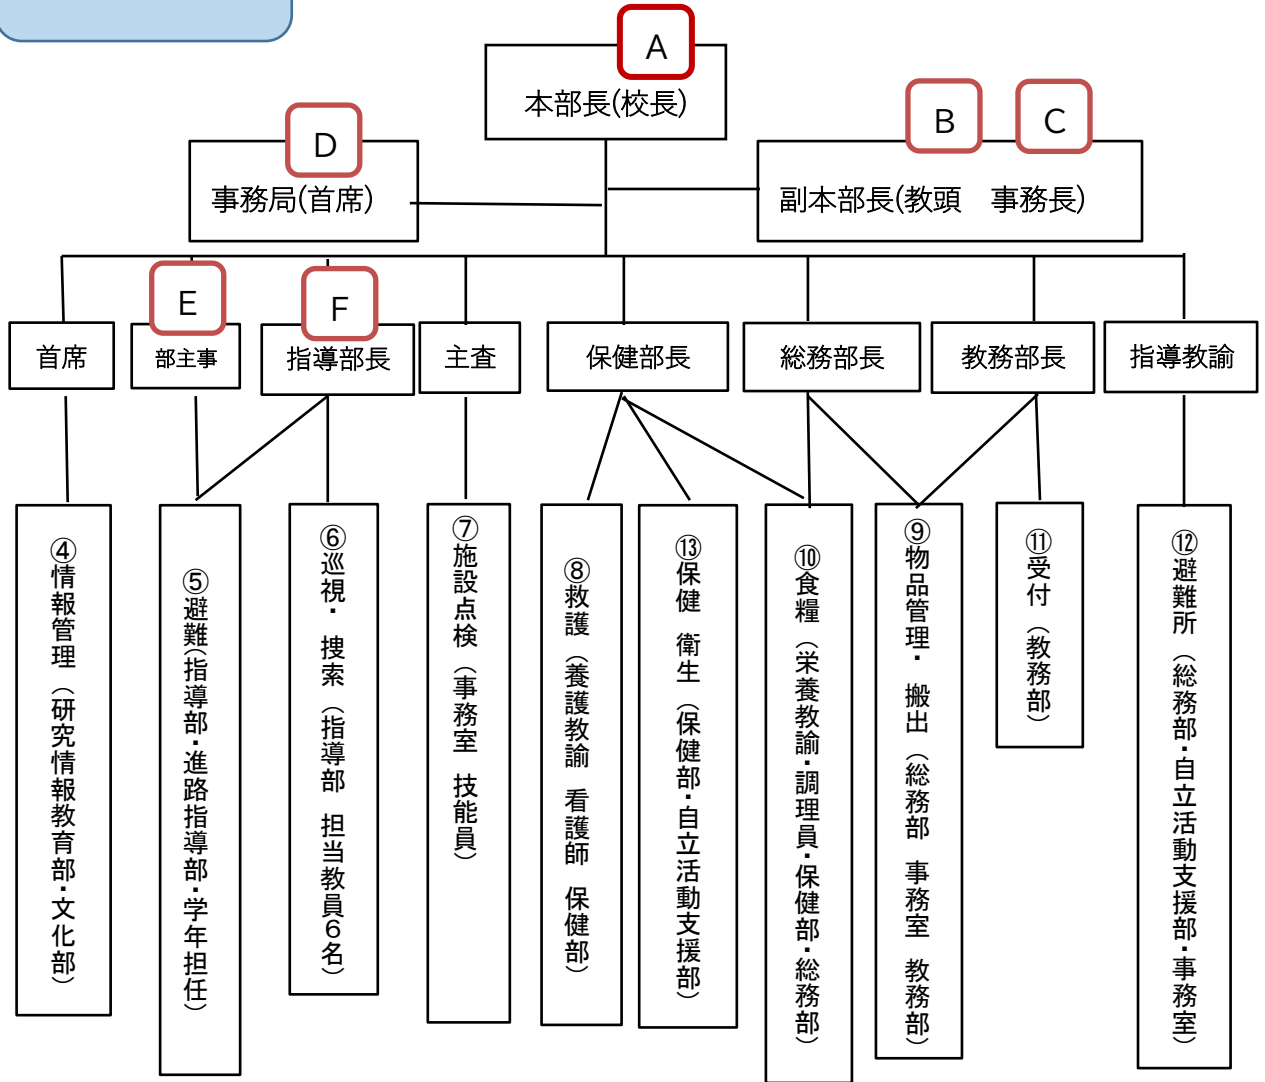 A
本部長(校長)
D
事務局(首席)
B
C
副本部長(教頭　事務長)
E
F
首席
部主事
指導部長
主査
保健部長
総務部長
教務部長
指導教諭
④情報管理（研究情報教育部・文化部）
⑤避難（指導部・進路指導部・学年担任）
⑥巡視・　捜索（指導部　担当教員６名）
⑦施設点検（事務室　技能員）
⑧救護（養護教諭　看護師　保健部）
⑬保健　衛生（保健部・自立活動支援部）
⑩食糧（栄養教諭・調理員・保健部・総務部）
⑨物品管理・　搬出（総務部　事務室　教務部）
⑪受付（教務部）
⑫避難所（総務部・自立活動支援部・事務室）